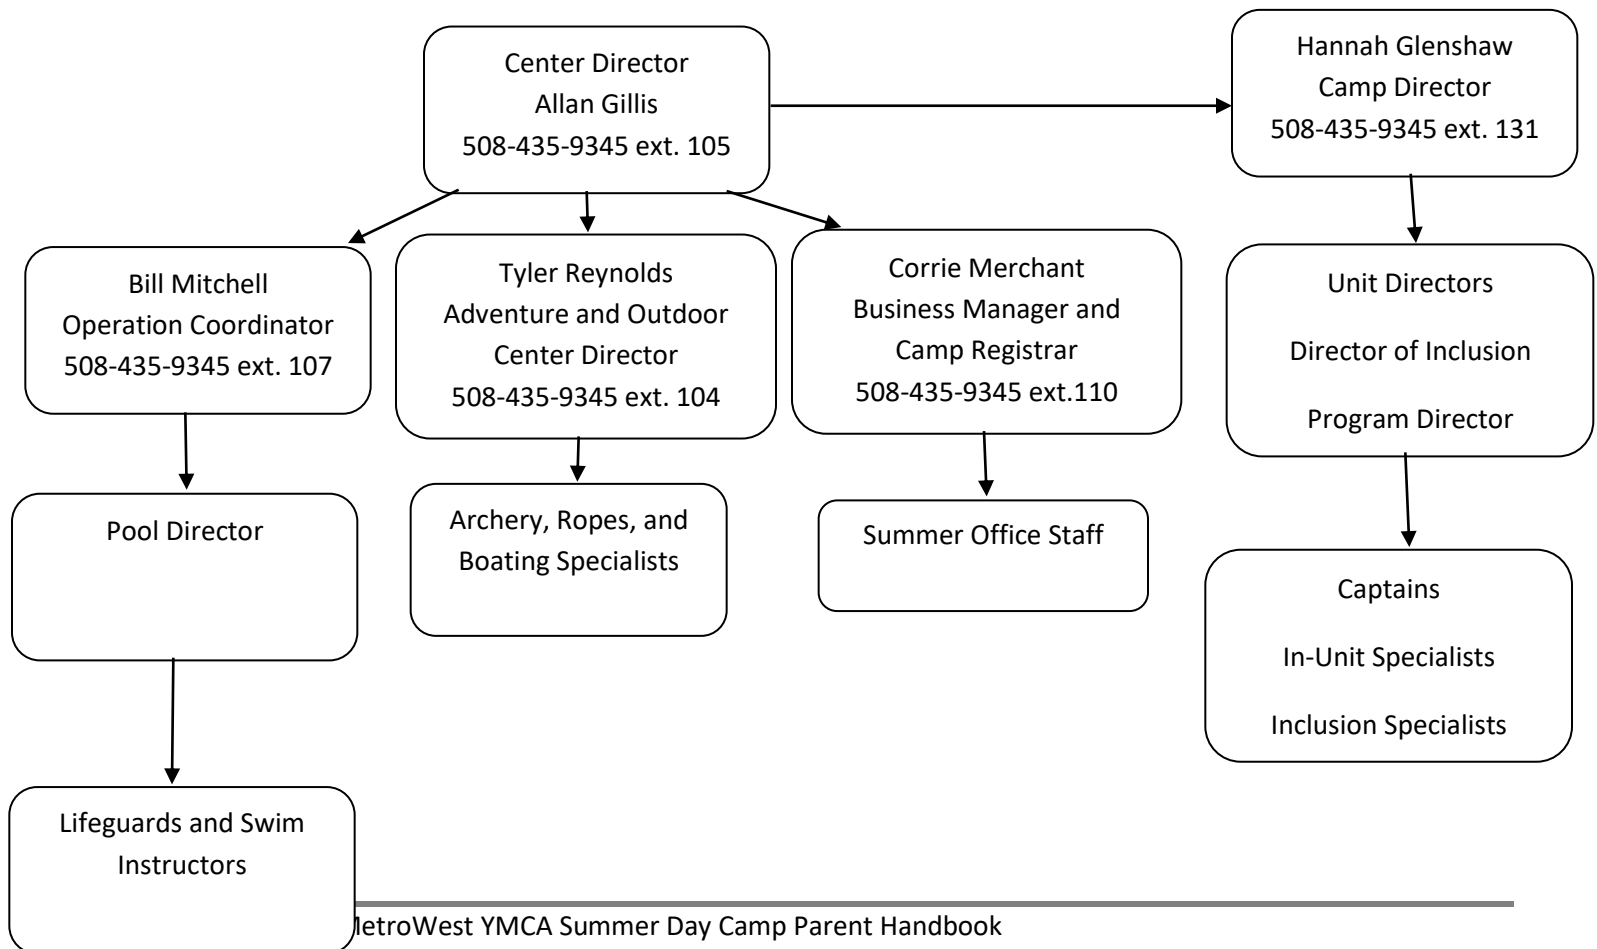 Center Director
Allan Gillis
508-435-9345 ext. 105
Hannah Glenshaw
Camp Director
508-435-9345 ext. 131
Bill Mitchell
Operation Coordinator
508-435-9345 ext. 107
Tyler Reynolds
Adventure and Outdoor
Center Director
508-435-9345 ext. 104
Corrie Merchant
Business Manager and
Camp Registrar
508-435-9345 ext.110
Unit Directors
Director of Inclusion
Program Director
Pool Director
Archery, Ropes, and
Boating Specialists
Summer Office Staff
Captains
In-Unit Specialists
Inclusion Specialists
Lifeguards and Swim
Instructors
MetroWest YMCA Summer Day Camp Parent Handbook